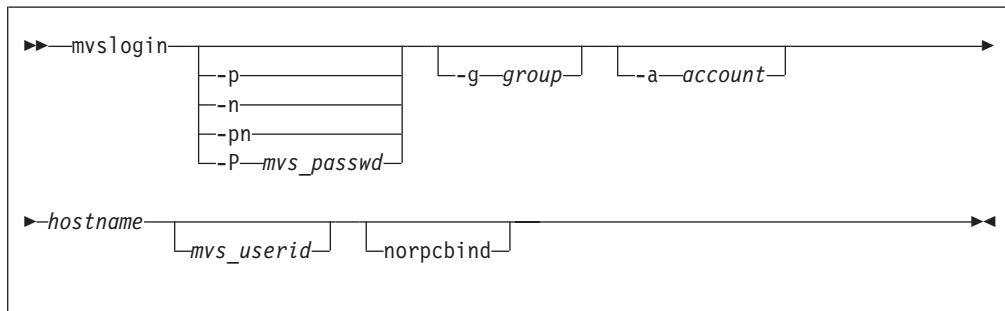 mvslogin
-p
-n
-pn
-P mvs_passwd
-g group
-a account
hostname
mvs_userid
norpcbind